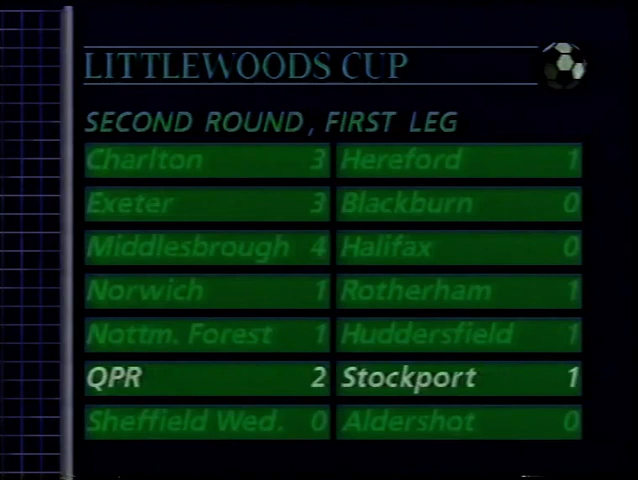 LITTLEWOODS CUP
SECOND ROUND, FIRST LEG
Charlton 3 Hereford 1
Exeter 3 Blackburn 0
Middlesbrough 4 Halifax 0
Norwich 1 Rotherham 1
Nottm. Forest 1 Huddersfield 1
QPR 2 Stockport 1
Sheffield Wed. 0 Aldershot 0